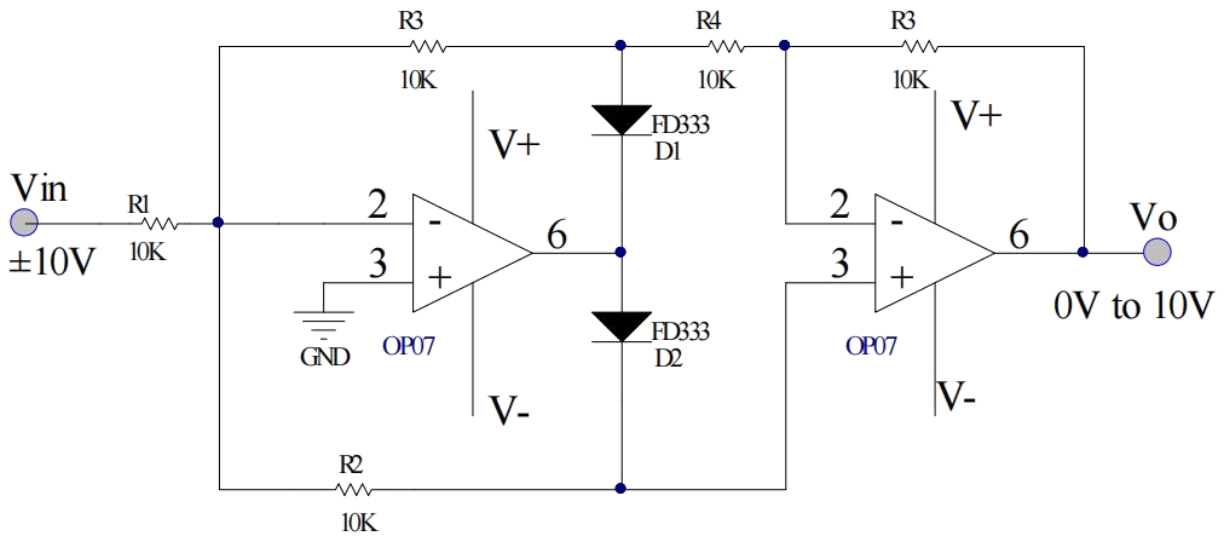 R3
R4
R3
10K
10K
10K
V+
V+
FD333
D1
Vin
R1
2
-
6
2
-
6
Vo
±10V
10K
3
+
3
+
0V to 10V
GND
OP07
FD333
D2
OP07
V-
V-
R2
10K